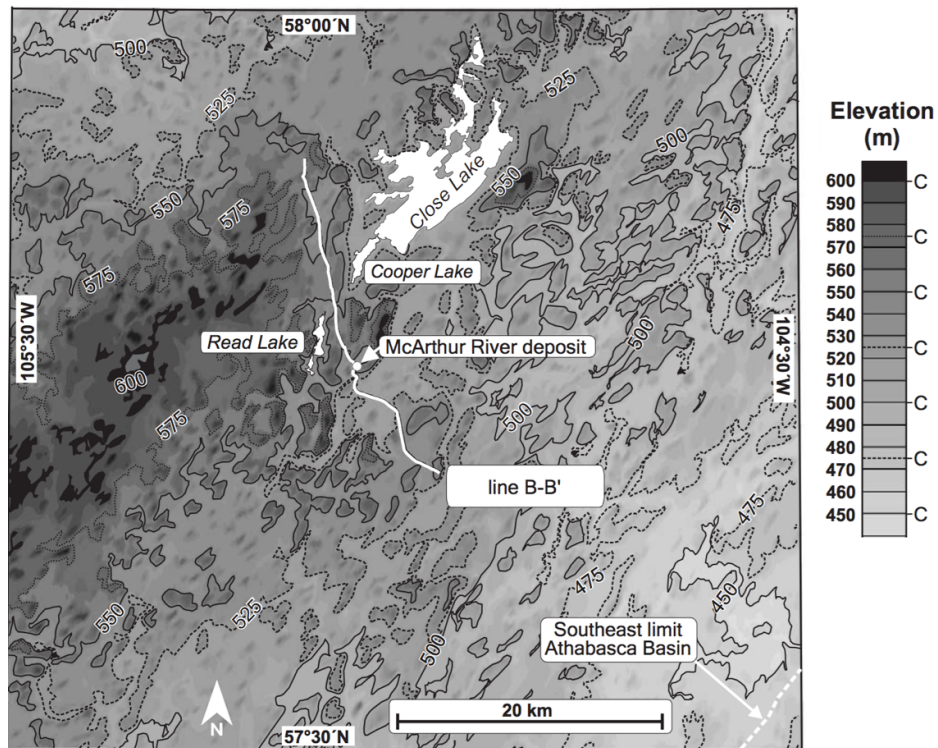 58°00´N
500
525
525
500
550
Close Lake
550
575
475
Cooper Lake
575
105°30´W
Read Lake
McArthur River deposit
500
104°30´W
600
575
500
line B-B'
475
475
450
550
525
500
Southeast limit
Athabasca Basin
N
20 km
57°30´N
Elevation
(m)
600
590
580
570
560
550
540
530
520
510
500
490
480
470
460
450
C
C
C
C
C
C
C